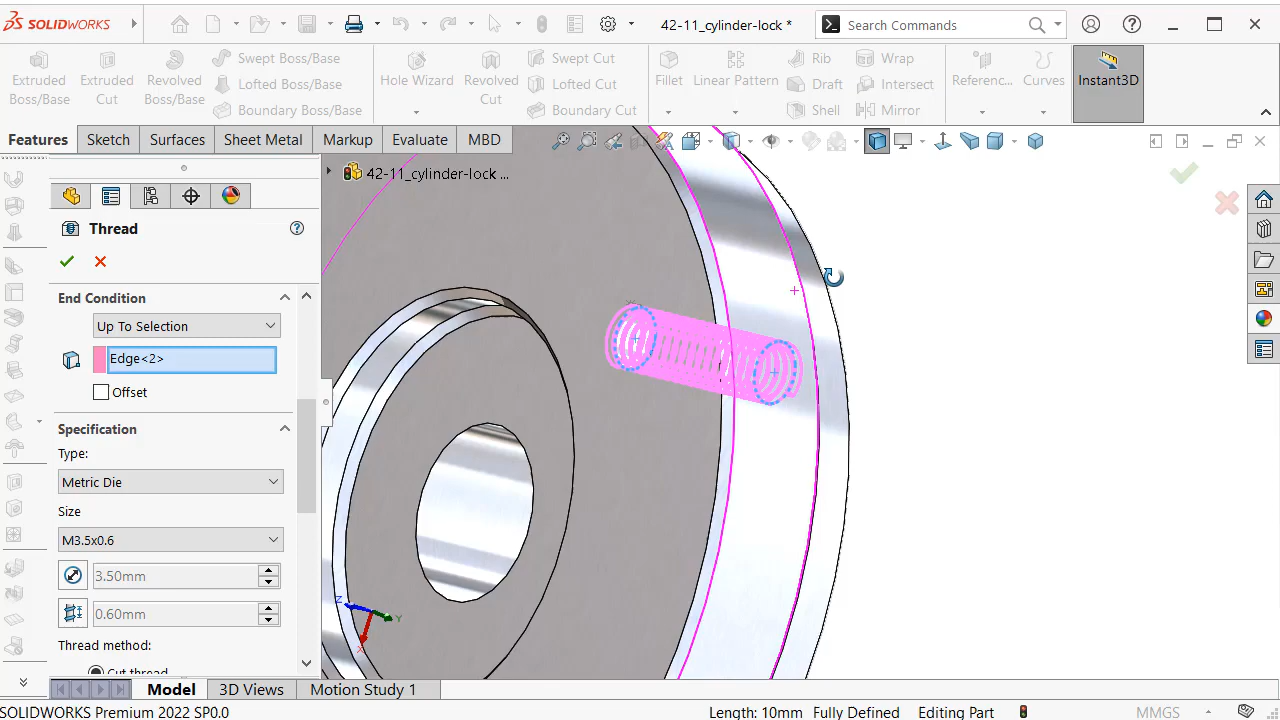 SOLIDWORKS
42-11_cylinder-lock *
Search Commands
Extruded Boss/Base
Extruded Cut
Revolved Boss/Base
Swept Boss/Base
Lofted Boss/Base
Boundary Boss/Base
Hole Wizard
Revolved Cut
Swept Cut
Lofted Cut
Boundary Cut
Fillet
Linear Pattern
Rib
Draft
Shell
Wrap
Intersect
Mirror
Referenc...
Curves
Instant3D
Features
Sketch
Surfaces
Sheet Metal
Markup
Evaluate
MBD
42-11_cylinder-lock ...
Thread
End Condition
Up To Selection
Edge<2>
Offset
Specification
Type:
Metric Die
Size
M3.5x0.6
3.50mm
0.60mm
Thread method:
Cut thread
Z
Y
X
Model
3D Views
Motion Study 1
SOLIDWORKS Premium 2022 SP0.0
Length: 10mm
Fully Defined
Editing Part
MMGS